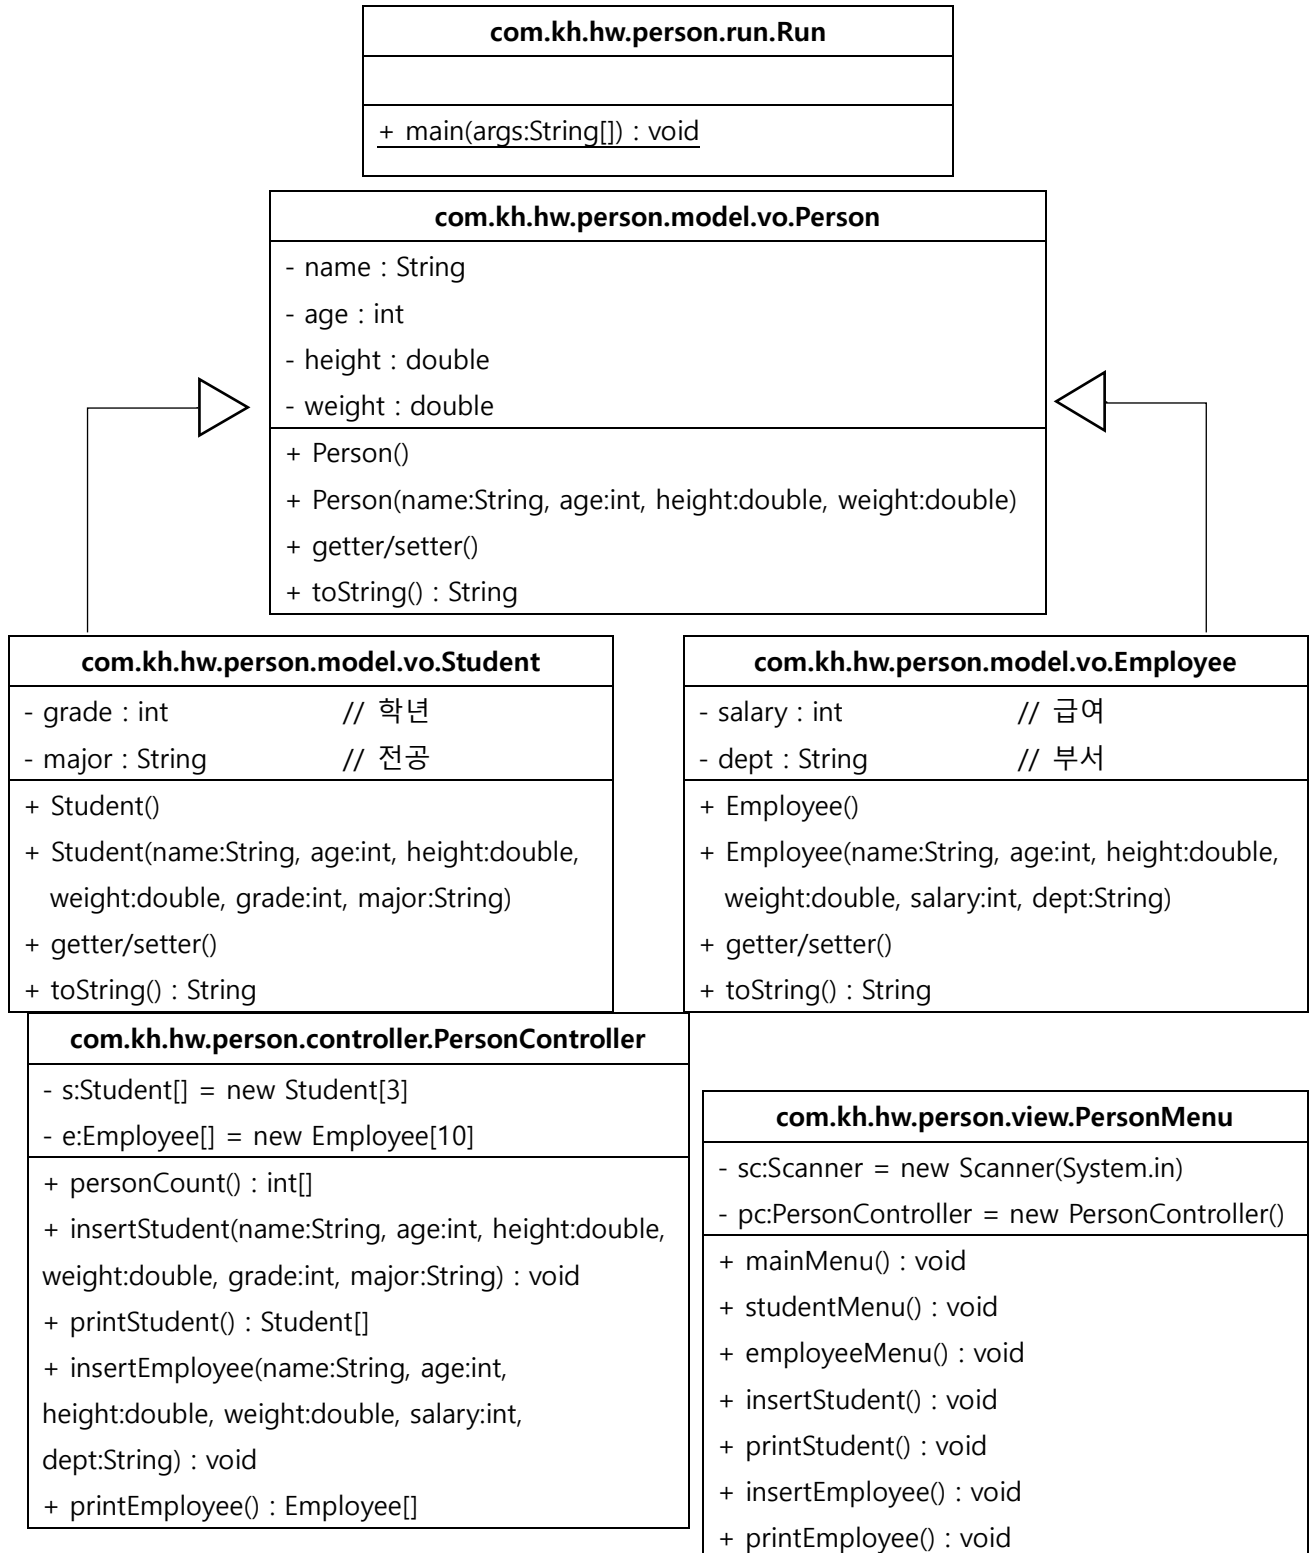 com.kh.hw.person.run.Run
+ main(args:String[]) : void
com.kh.hw.person.model.vo.Person
- name : String
- age : int
- height : double
- weight : double
+ Person()
+ Person(name:String, age:int, height:double, weight:double)
+ getter/setter()
+ toString() : String
com.kh.hw.person.model.vo.Student
- grade : int // 학년
- major : String // 전공
+ Student()
+ Student(name:String, age:int, height:double,
weight:double, grade:int, major:String)
+ getter/setter()
+ toString() : String
com.kh.hw.person.model.vo.Employee
- salary : int // 급여
- dept : String // 부서
+ Employee()
+ Employee(name:String, age:int, height:double,
weight:double, salary:int, dept:String)
+ getter/setter()
+ toString() : String
com.kh.hw.person.controller.PersonController
- s:Student[] = new Student[3]
- e:Employee[] = new Employee[10]
+ personCount() : int[]
+ insertStudent(name:String, age:int, height:double,
weight:double, grade:int, major:String) : void
+ printStudent() : Student[]
+ insertEmployee(name:String, age:int,
height:double, weight:double, salary:int,
dept:String) : void
+ printEmployee() : Employee[]
com.kh.hw.person.view.PersonMenu
- sc:Scanner = new Scanner(System.in)
- pc:PersonController = new PersonController()
+ mainMenu() : void
+ studentMenu() : void
+ employeeMenu() : void
+ insertStudent() : void
+ printStudent() : void
+ insertEmployee() : void
+ printEmployee() : void